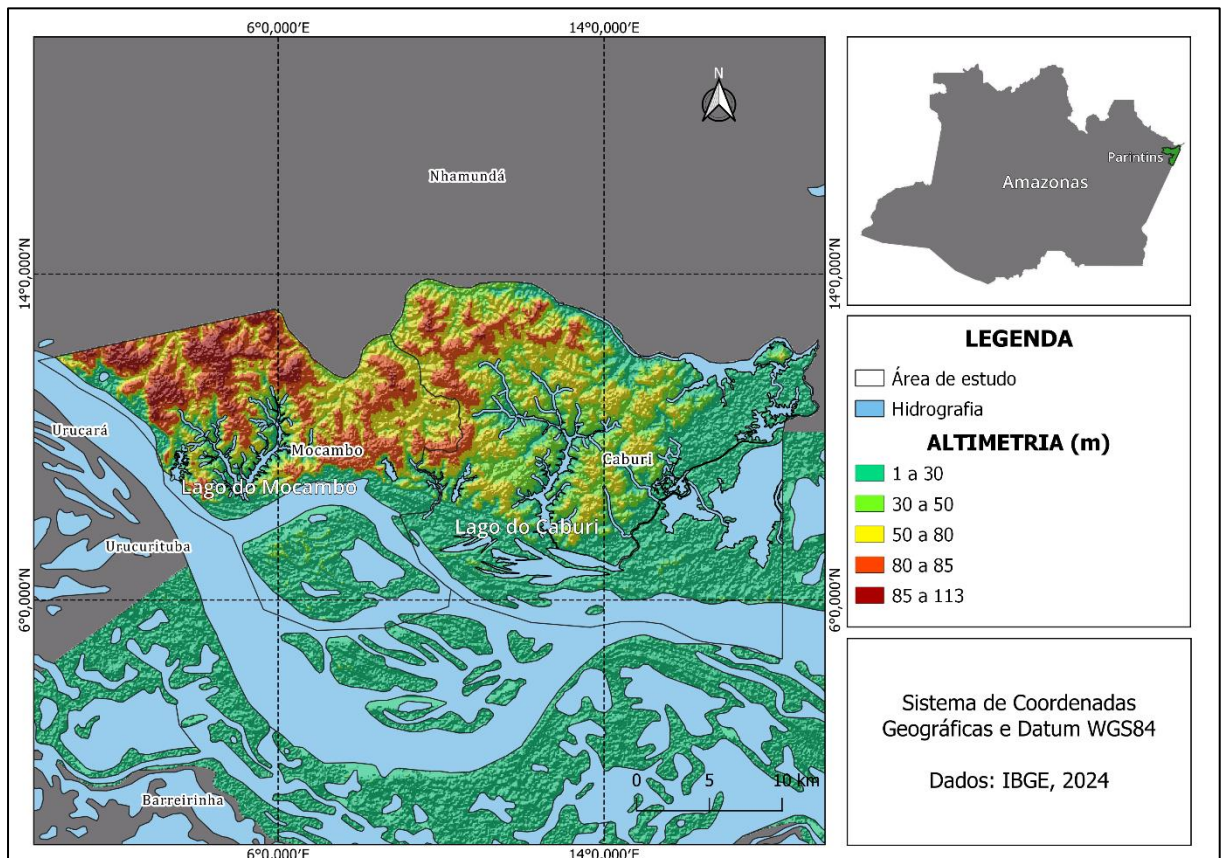 6°0,000'E
14°0,000'E
N
Nhamundá
14°0,000'N
14°0,000'N
Urucará
Mocambo
Caburi
Lago do Mocambo
Lago do Caburi
Urucurituba
6°0,000'N
6°0,000'N
Barreirinha
0
5
10 km
6°0,000'E
14°0,000'E
Parintins
Amazonas
LEGENDA
Área de estudo
Hidrografia
ALTIMETRIA (m)
1 a 30
30 a 50
50 a 80
80 a 85
85 a 113
Sistema de Coordenadas
Geográficas e Datum WGS84
Dados: IBGE, 2024